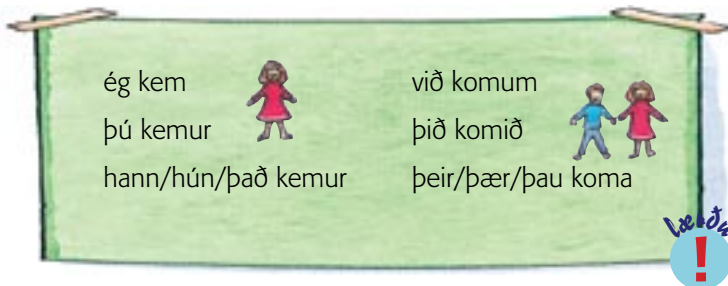 ég kem
þú kemur
hann/hún/það kemur
við komum
þið komið
þeir/þær/þau koma
!